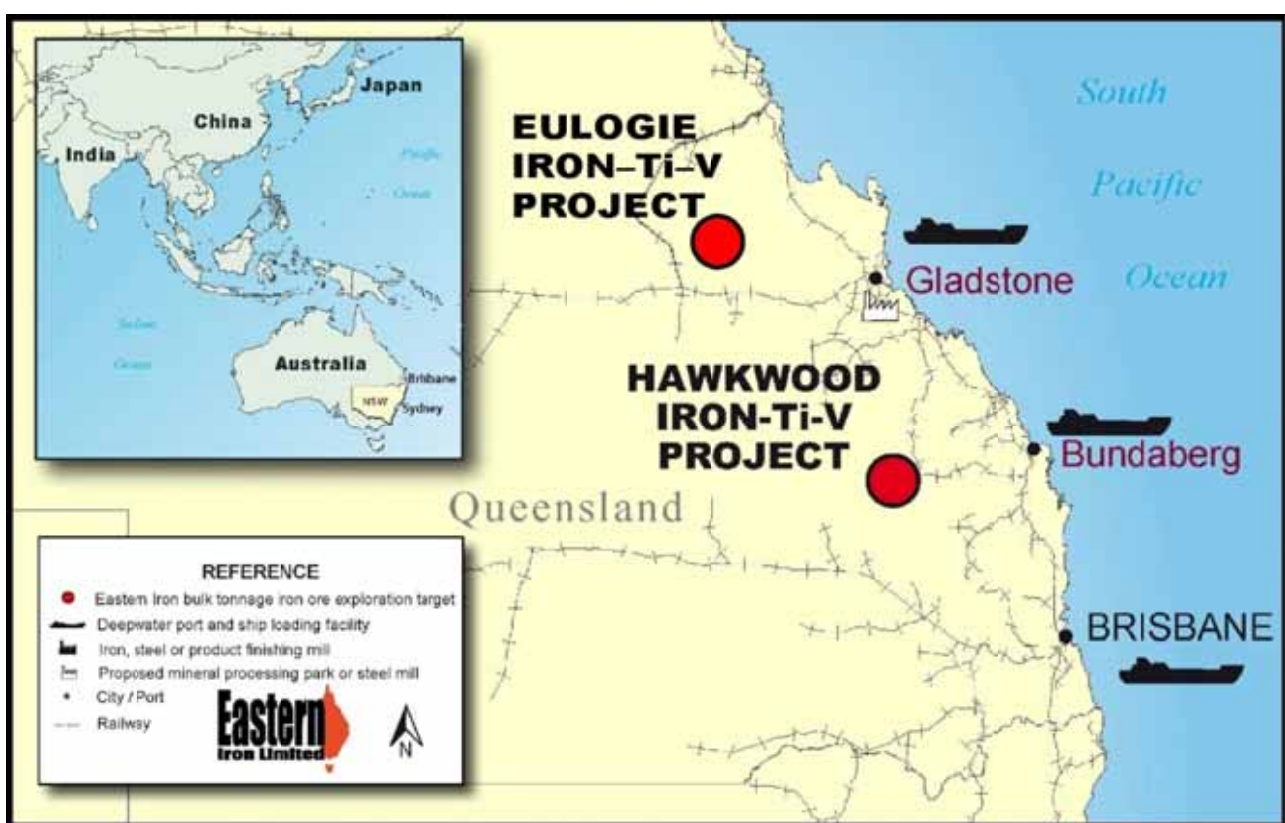 Japan
China
India
Pacific
Ocean
Indian
Ocean
Australia
Brisbane
NSW
Sydney
EULOGIE
IRON–Ti–V
PROJECT
South
Pacific
Ocean
Gladstone
HAWKWOOD
IRON-Ti-V
PROJECT
Bundaberg
Queensland
BRISBANE
REFERENCE
Eastern Iron bulk tonnage iron ore exploration target
Deepwater port and ship loading facility
Iron, steel or product finishing mill
Proposed mineral processing park or steel mill
City / Port
Railway
Eastern
Iron Limited
N